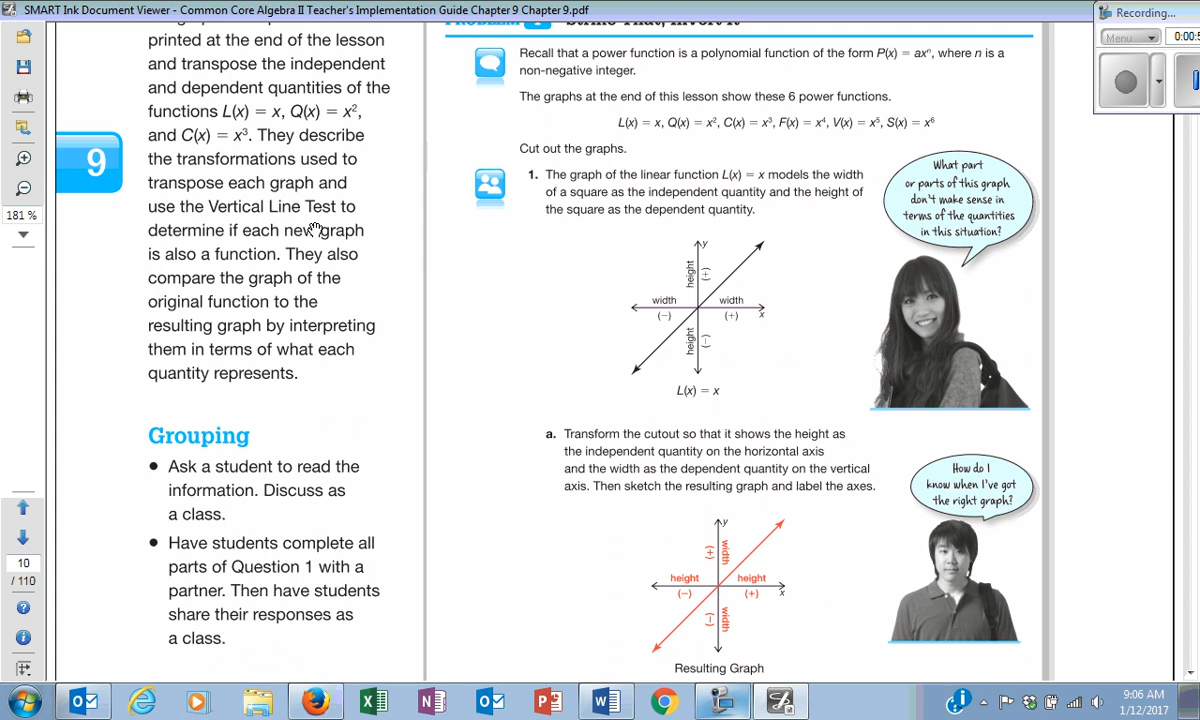 SMART Ink Document Viewer - Common Core Algebra II Teacher's Implementation Guide Chapter 9 Chapter 9.pdf
Recording...
Menu
0:00:5
181 %
10
/ 110
9
printed at the end of the lesson
and transpose the independent
and dependent quantities of the
functions L(x) = x, Q(x) = x²,
and C(x) = x³. They describe
the transformations used to
transpose each graph and
use the Vertical Line Test to
determine if each new graph
is also a function. They also
compare the graph of the
original function to the
resulting graph by interpreting
them in terms of what each
quantity represents.
Grouping
• Ask a student to read the
information. Discuss as
a class.
• Have students complete all
parts of Question 1 with a
partner. Then have students
share their responses as
a class.
Recall that a power function is a polynomial function of the form P(x) = axⁿ, where n is a
non-negative integer.
The graphs at the end of this lesson show these 6 power functions.
L(x) = x, Q(x) = x², C(x) = x³, F(x) = x⁴, V(x) = x⁵, S(x) = x⁶
Cut out the graphs.
1. The graph of the linear function L(x) = x models the width
of a square as the independent quantity and the height of
the square as the dependent quantity.
What part
or parts of this graph
don't make sense in
terms of the quantities
in this situation?
y
height
(+)
width
(−)
width
(+)
x
height
(−)
L(x) = x
a. Transform the cutout so that it shows the height as
the independent quantity on the horizontal axis
and the width as the dependent quantity on the vertical
axis. Then sketch the resulting graph and label the axes.
How do I
know when I've got
the right graph?
y
(+)
width
height
(−)
height
(+)
x
(−)
width
Resulting Graph
9:06 AM
1/12/2017